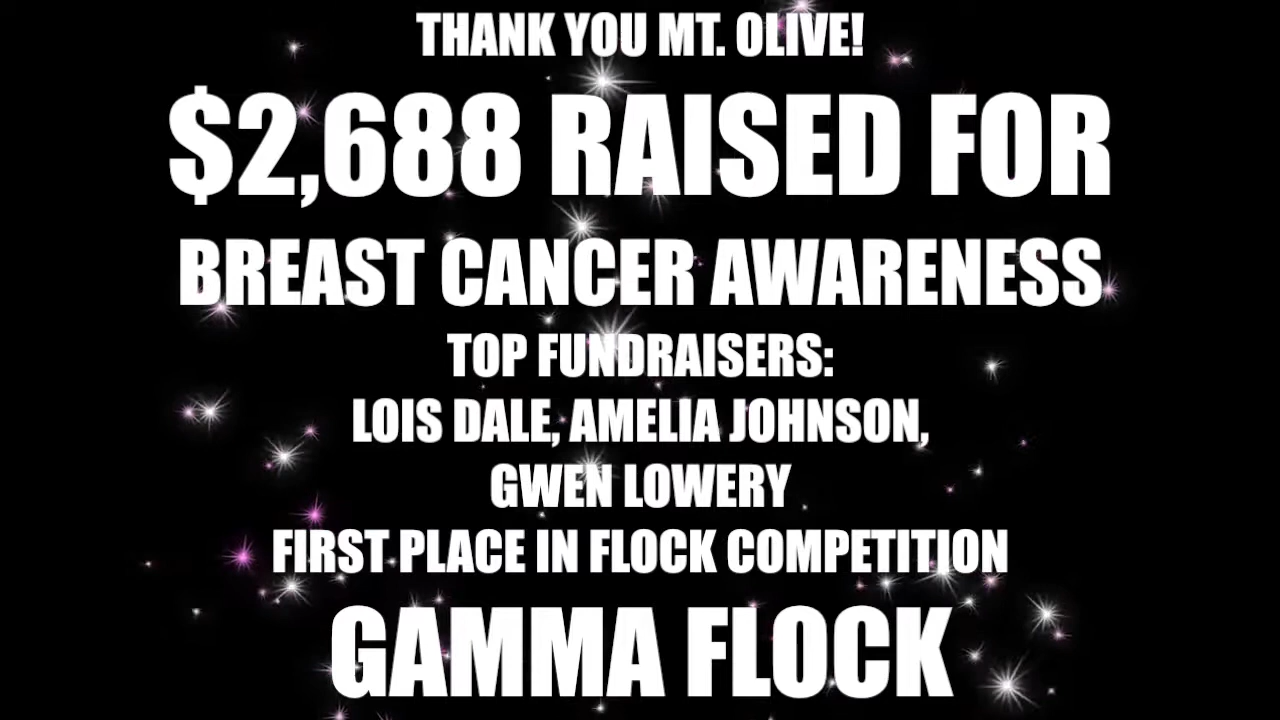 THANK YOU MT. OLIVE!
$2,688 RAISED FOR
BREAST CANCER AWARENESS
TOP FUNDRAISERS:
LOIS DALE, AMELIA JOHNSON,
GWEN LOWERY
FIRST PLACE IN FLOCK COMPETITION
GAMMA FLOCK